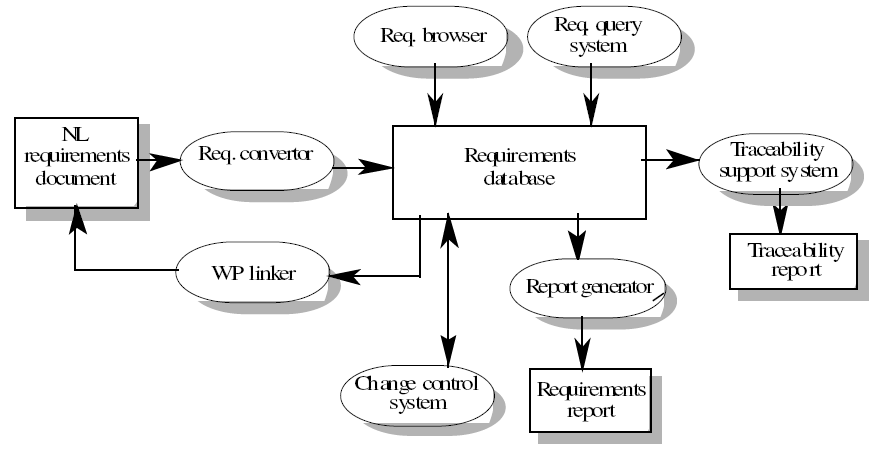 Req. browser
Req. query
system
NL
requirements
document
Req. convertor
Requirements
database
Traceability
support system
Traceability
report
WP linker
Report generator
Change control
system
Requirements
report